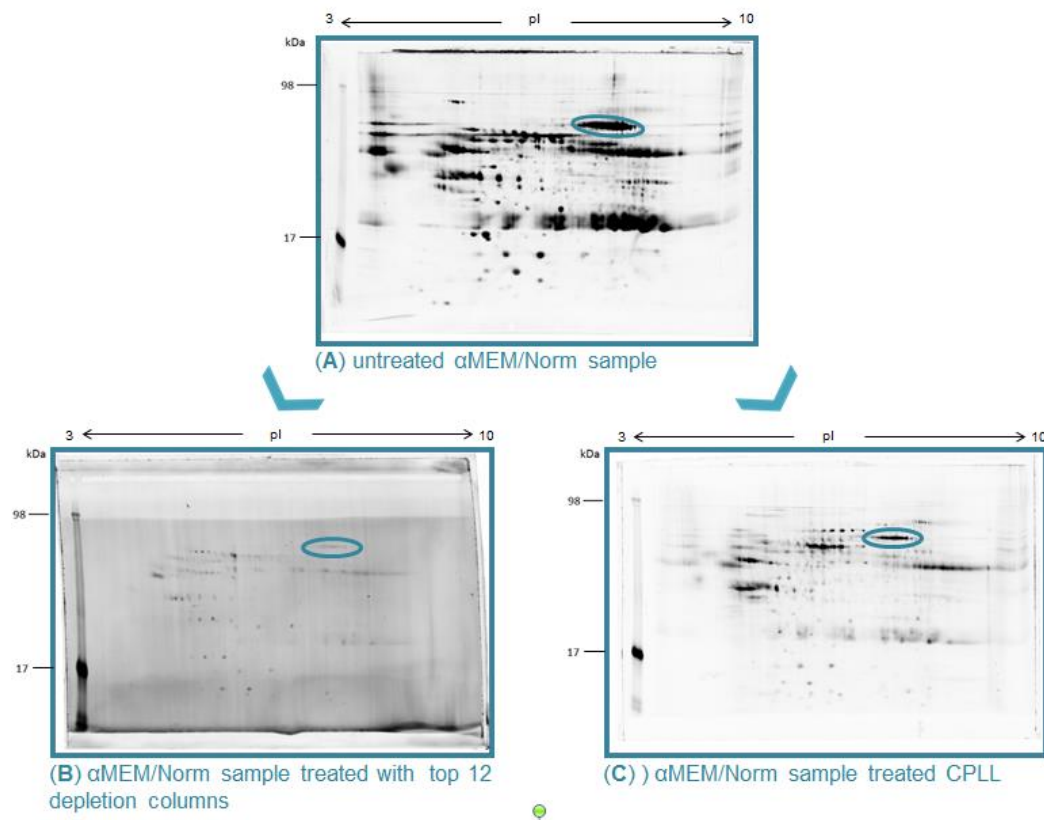 3 pI 10
kDa
98
17
(A) untreated αMEM/Norm sample
3 pI 10
kDa
98
17
(B) αMEM/Norm sample treated with top 12
depletion columns
3 pI 10
kDa
98
17
(C) ) αMEM/Norm sample treated CPLL